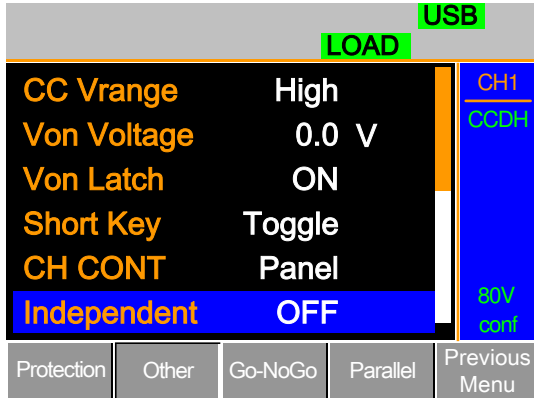 USB
LOAD
CC Vrange High
Von Voltage 0.0 V
Von Latch ON
Short Key Toggle
CH CONT Panel
Independent OFF
CH1
CCDH
80V
conf
Protection Other Go-NoGo Parallel Previous Menu